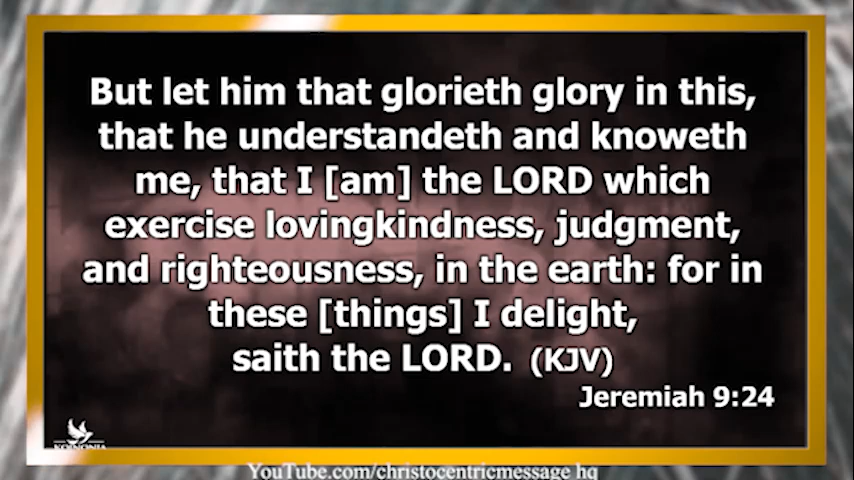 But let him that glorieth glory in this,
that he understandeth and knoweth
me, that I [am] the LORD which
exercise lovingkindness, judgment,
and righteousness, in the earth: for in
these [things] I delight,
saith the LORD. (KJV)
Jeremiah 9:24
KOINONIA
YouTube.com/christocentricmessage hq